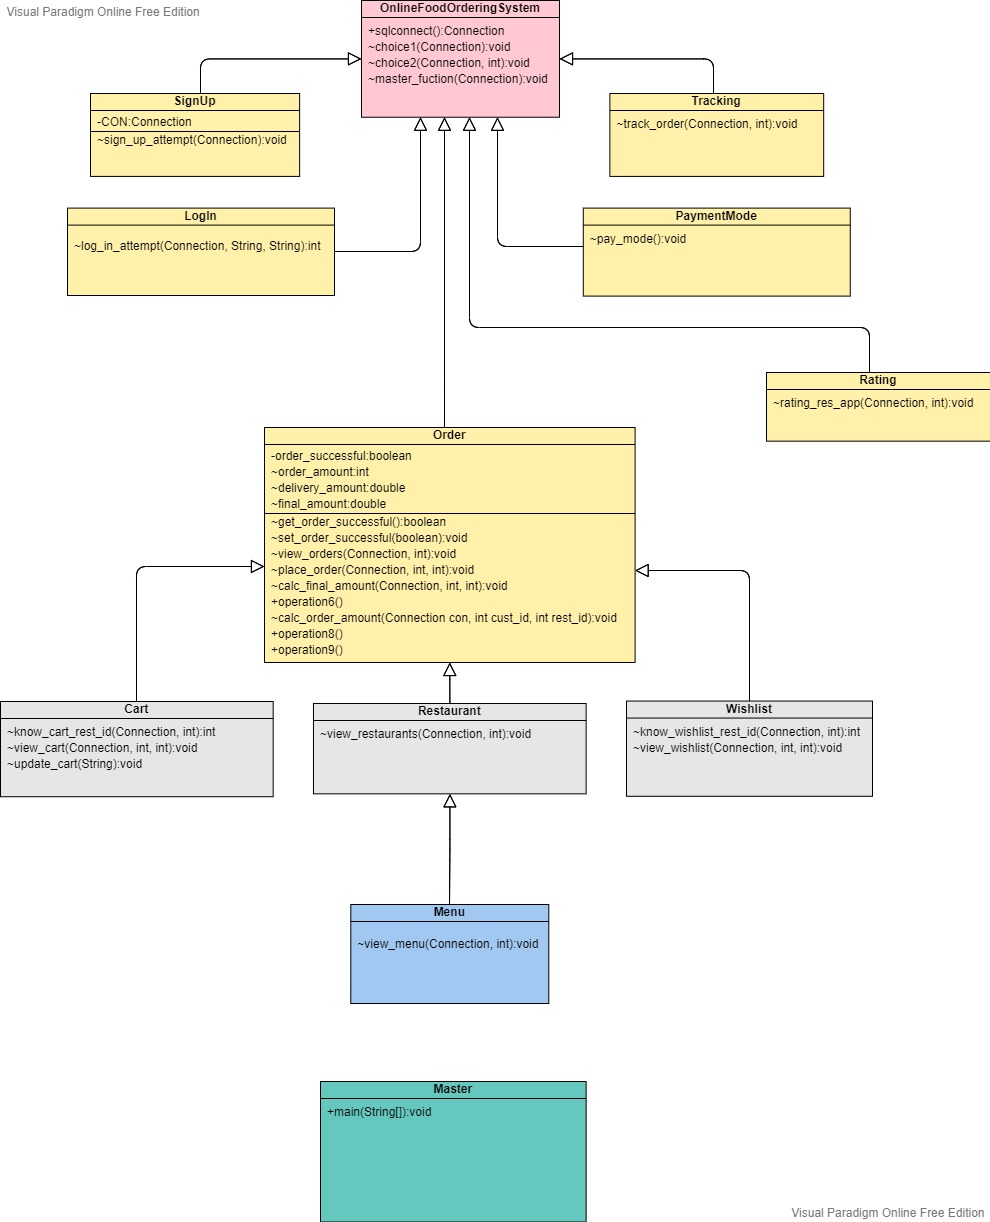 Visual Paradigm Online Free Edition
OnlineFoodOrderingSystem
+sqlconnect():Connection
~choice1(Connection):void
~choice2(Connection, int):void
~master_fuction(Connection):void
SignUp
-CON:Connection
~sign_up_attempt(Connection):void
Tracking
~track_order(Connection, int):void
LogIn
~log_in_attempt(Connection, String, String):int
PaymentMode
~pay_mode():void
Rating
~rating_res_app(Connection, int):void
Order
-order_successful:boolean
~order_amount:int
~delivery_amount:double
~final_amount:double
~get_order_successful():boolean
~set_order_successful(boolean):void
~view_orders(Connection, int):void
~place_order(Connection, int, int):void
~calc_final_amount(Connection, int, int):void
+operation6()
~calc_order_amount(Connection con, int cust_id, int rest_id):void
+operation8()
+operation9()
Cart
~know_cart_rest_id(Connection, int):int
~view_cart(Connection, int, int):void
~update_cart(String):void
Restaurant
~view_restaurants(Connection, int):void
Wishlist
~know_wishlist_rest_id(Connection, int):int
~view_wishlist(Connection, int, int):void
Menu
~view_menu(Connection, int):void
Master
+main(String[]):void
Visual Paradigm Online Free Edition